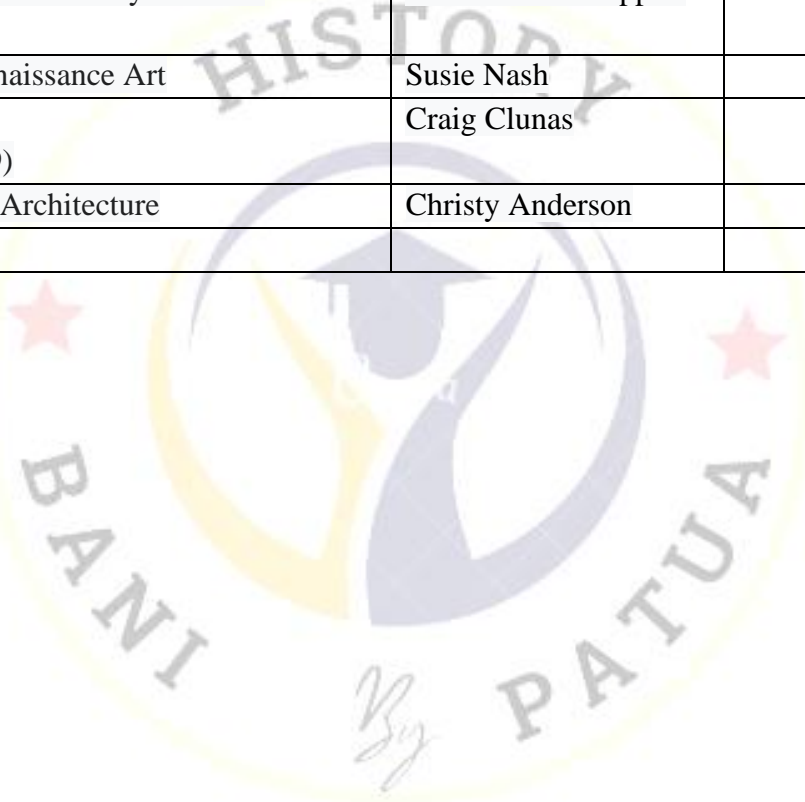 HISTORY
naissance Art Susie Nash
Craig Clunas
)
Architecture Christy Anderson
BANI PATUA
By